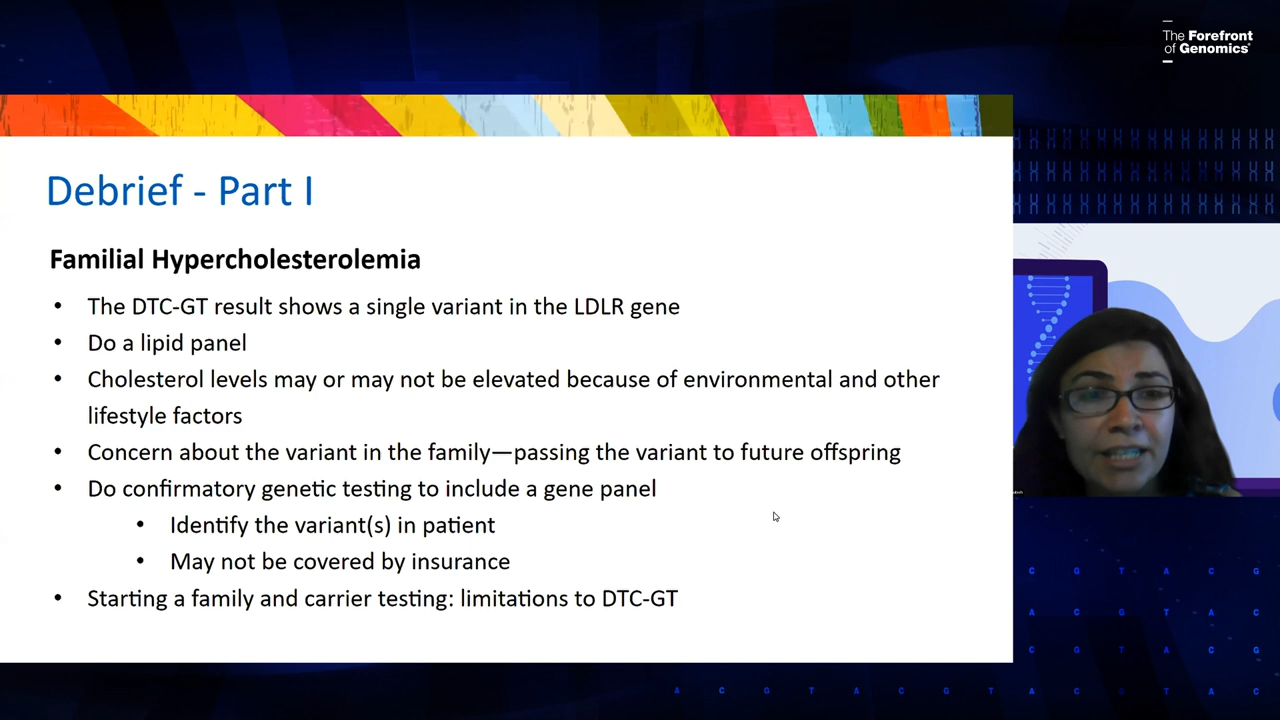 The Forefront
of Genomics®
Debrief - Part I
Familial Hypercholesterolemia
• The DTC-GT result shows a single variant in the LDLR gene
• Do a lipid panel
• Cholesterol levels may or may not be elevated because of environmental and other
lifestyle factors
• Concern about the variant in the family—passing the variant to future offspring
• Do confirmatory genetic testing to include a gene panel
• Identify the variant(s) in patient
• May not be covered by insurance
• Starting a family and carrier testing: limitations to DTC-GT
C G T A C G
A C G T A C
C G T A C G
A C G T A C G T A C G T A C